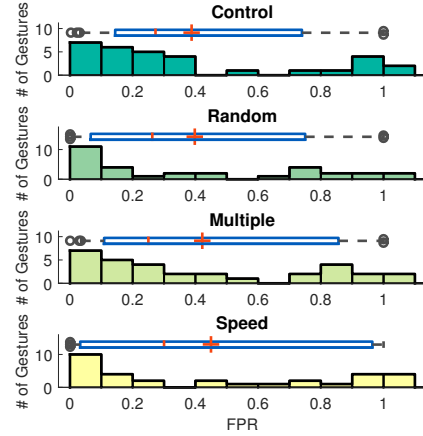 Control
# of Gestures
10
5
0
0 0.2 0.4 0.6 0.8 1
Random
# of Gestures
10
0
0 0.2 0.4 0.6 0.8 1
Multiple
# of Gestures
10
5
0
0 0.2 0.4 0.6 0.8 1
Speed
# of Gestures
10
0
0 0.2 0.4 0.6 0.8 1
FPR